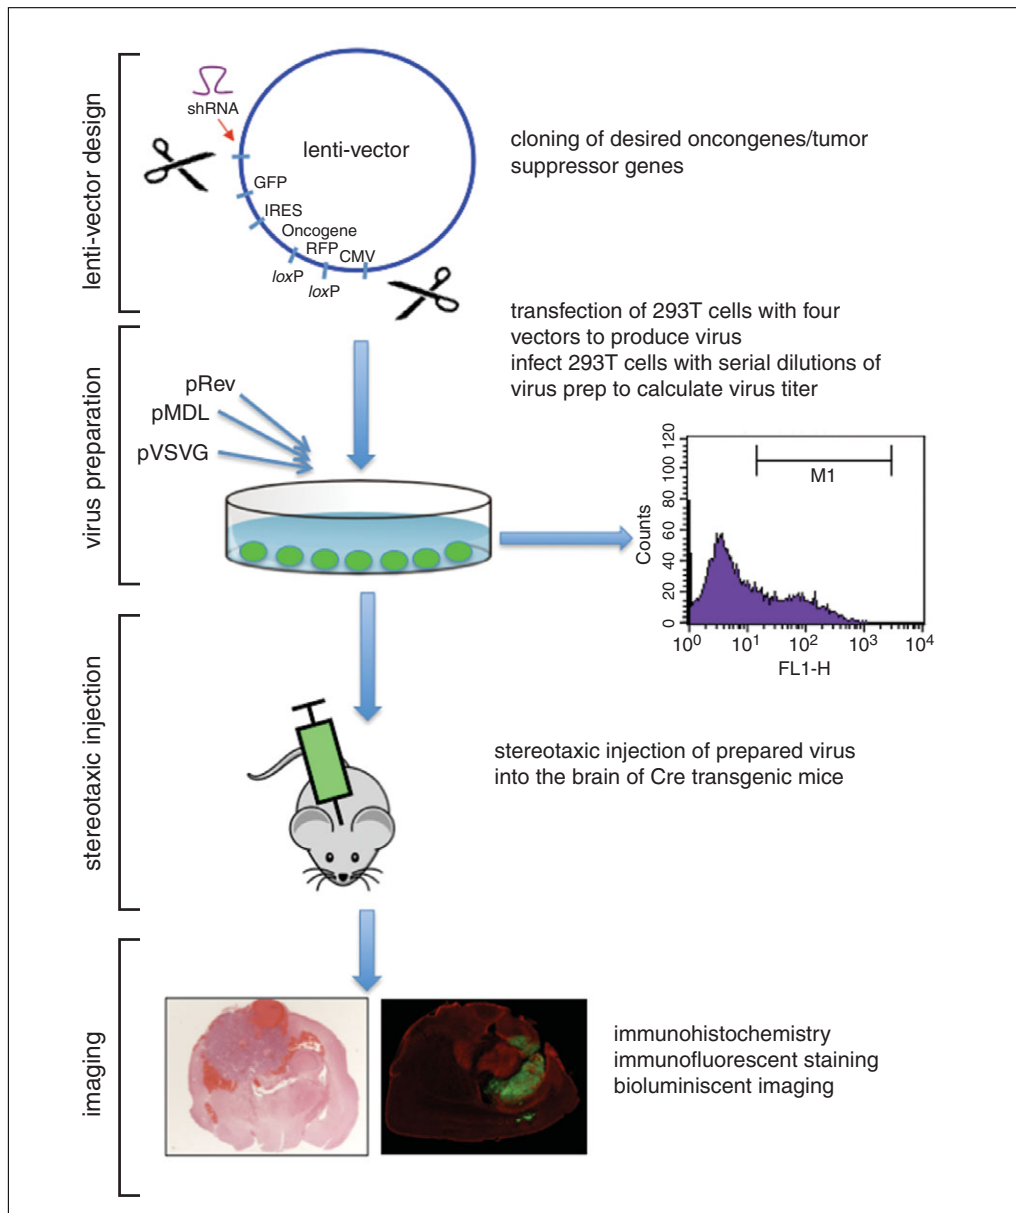 lenti-vector design
shRNA
lenti-vector
GFP
IRES
Oncogene
RFP
CMV
loxP
loxP
cloning of desired oncongenes/tumor
suppressor genes
virus preparation
pRev
pMDL
pVSVG
transfection of 293T cells with four
vectors to produce virus
infect 293T cells with serial dilutions of
virus prep to calculate virus titer
Counts
120
100
80
60
40
20
0
M1
10⁰ 10¹ 10² 10³ 10⁴
FL1-H
stereotaxic injection
stereotaxic injection of prepared virus
into the brain of Cre transgenic mice
imaging
immunohistochemistry
immunofluorescent staining
bioluminiscent imaging